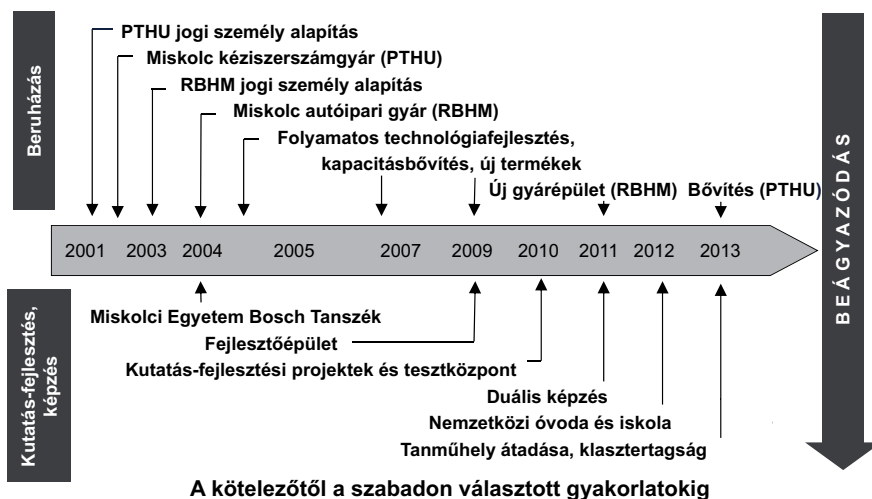 PTHU jogi személy alapítás
Miskolc kéziszerszámgyár (PTHU)
RBHM jogi személy alapítás
Miskolc autóipari gyár (RBHM)
Folyamatos technológiafejlesztés,
kapacitásbővítés, új termékek
Új gyárépület (RBHM) Bővítés (PTHU)
Beruházás
2001 2003 2004 2005 2007 2009 2010 2011 2012 2013
BEÁGYAZÓDÁS
Kutatás-fejlesztés,
képzés
Miskolci Egyetem Bosch Tanszék
Fejlesztőépület
Kutatás-fejlesztési projektek és tesztközpont
Duális képzés
Nemzetközi óvoda és iskola
Tanműhely átadása, klasztertagság
A kötelezőtől a szabadon választott gyakorlatokig